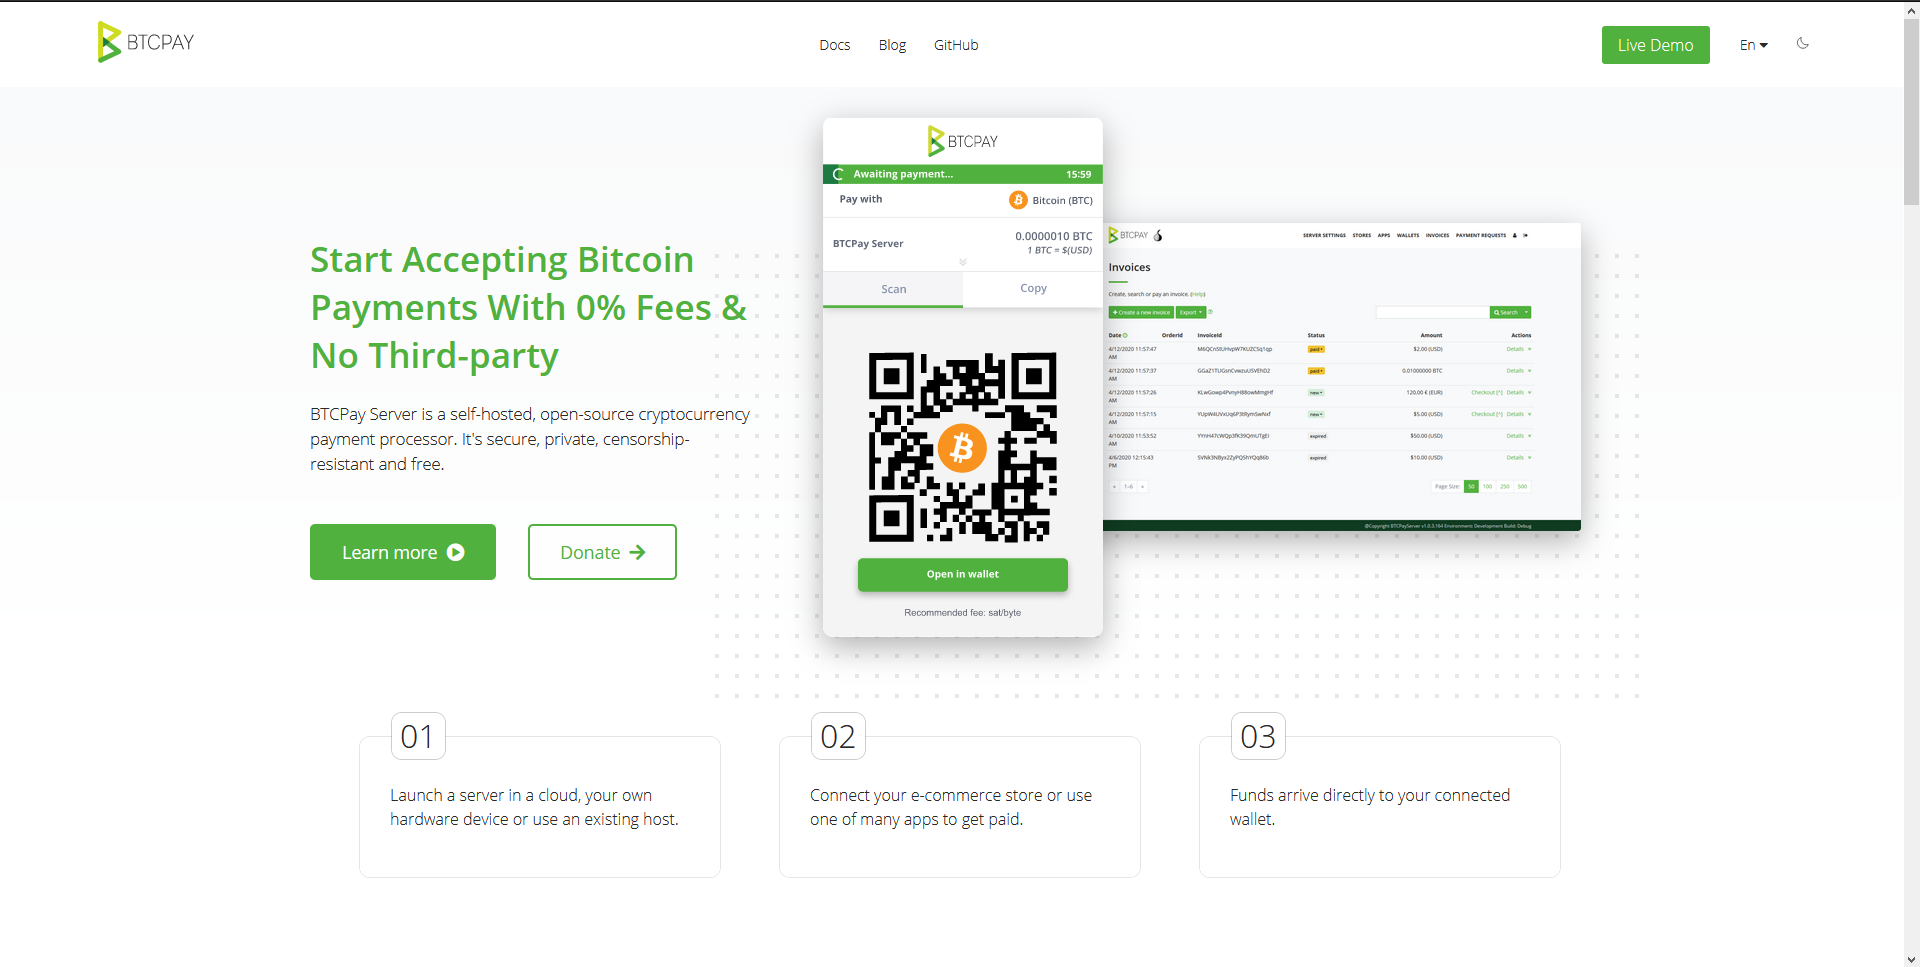 BTCPAY
Docs Blog GitHub
Live Demo
En
Start Accepting Bitcoin
Payments With 0% Fees &
No Third-party
BTCPay Server is a self-hosted, open-source cryptocurrency
payment processor. It's secure, private, censorship-
resistant and free.
Learn more
Donate
BTCPAY
Awaiting payment... 15:59
Pay with Bitcoin (BTC)
BTCPay Server 0.0000010 BTC
1 BTC = $(USD)
Scan Copy
Open in wallet
Recommended fee: sat/byte
BTCPAY
SERVER SETTINGS STORES APPS WALLETS INVOICES PAYMENT REQUESTS
Invoices
Create, search or pay an invoice. (Help)
Create a new invoice Export
Search
Date OrderId InvoiceId Status Amount Actions
4/12/2020 11:57:47 paid $2.00 (USD) Details
AM
4/12/2020 11:57:37 paid 0.01000000 BTC Details
AM
4/12/2020 11:57:26 new 120.00 € (EUR) Checkout [^] Details
AM
4/12/2020 11:57:15 new $5.00 (USD) Checkout [^] Details
AM
4/10/2020 11:53:52 expired $50.00 (USD) Details
AM
4/6/2020 12:15:43 expired $10.00 (USD) Details
PM
« 1–6 » Page Size: 50 100 250 500
@Copyright BTCPayServer v1.0.3.164 Environment: Development Build: Debug
01
Launch a server in a cloud, your own
hardware device or use an existing host.
02
Connect your e-commerce store or use
one of many apps to get paid.
03
Funds arrive directly to your connected
wallet.